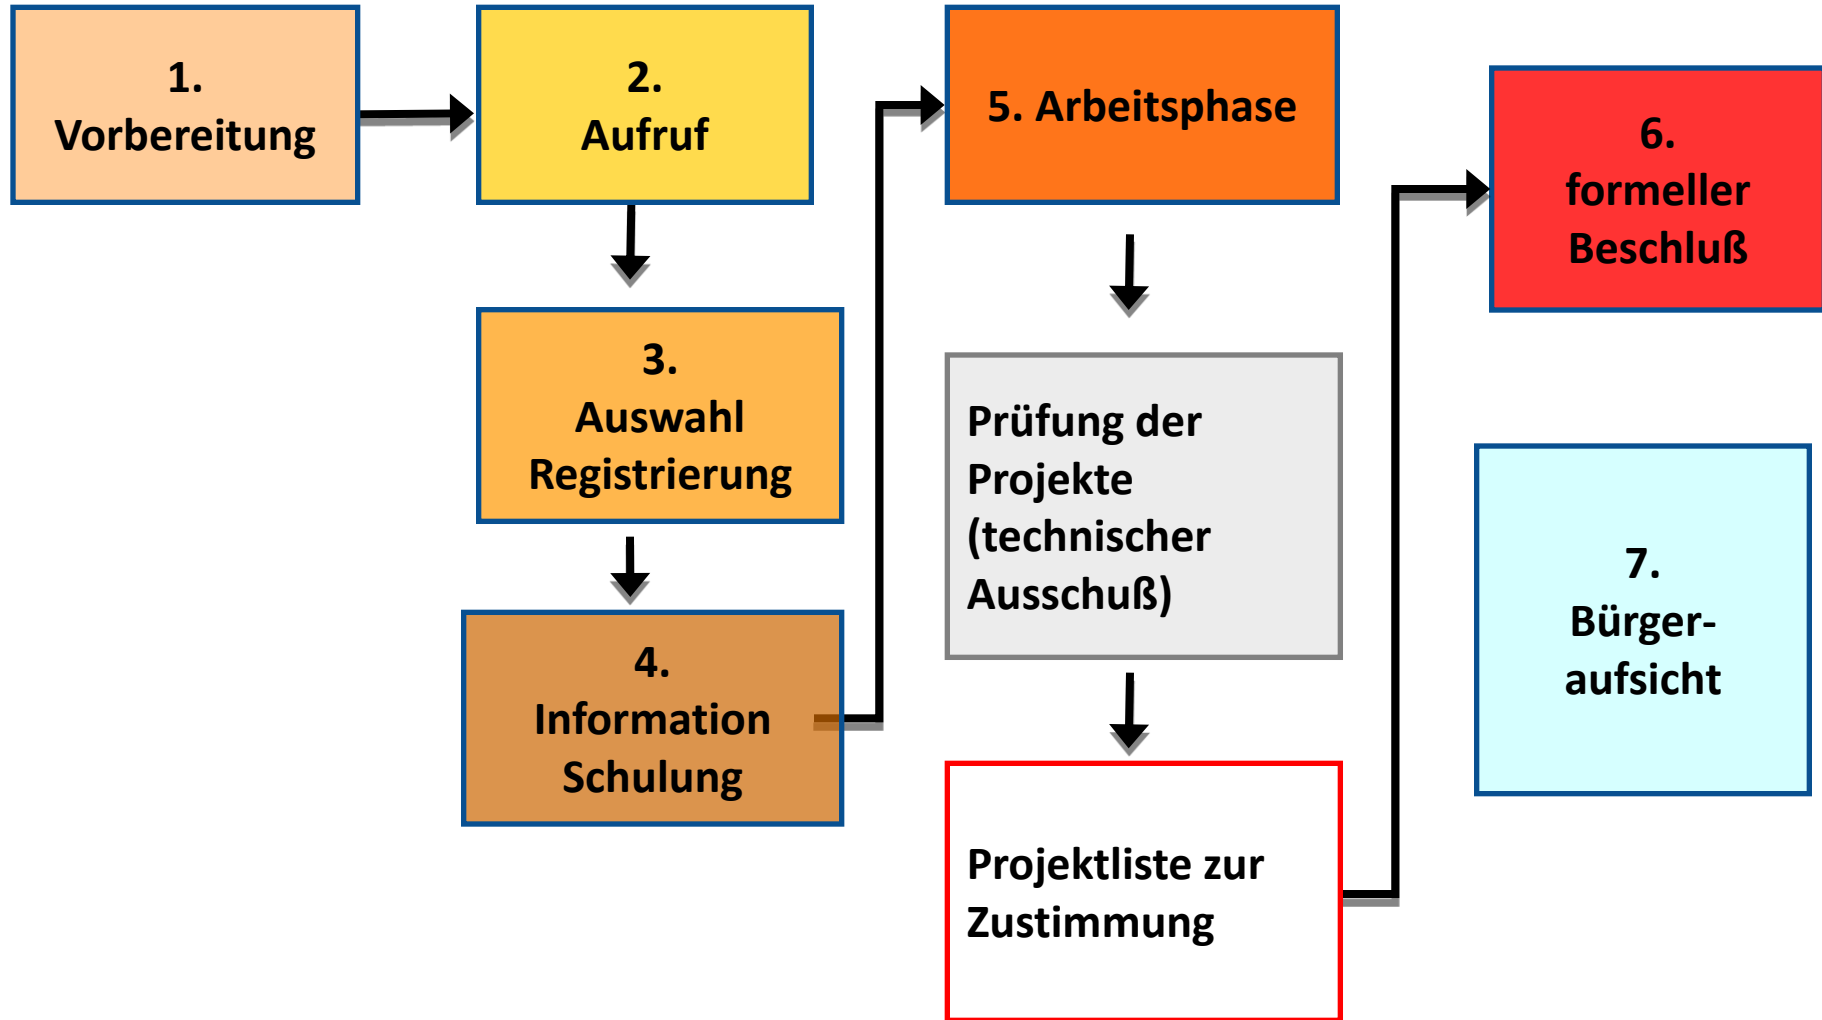 1.
Vorbereitung
2.
Aufruf
3.
Auswahl
Registrierung
4.
Information
Schulung
5. Arbeitsphase
Prüfung der
Projekte
(technischer
Ausschuß)
Projektliste zur
Zustimmung
6.
formeller
Beschluß
7.
Bürger-
aufsicht